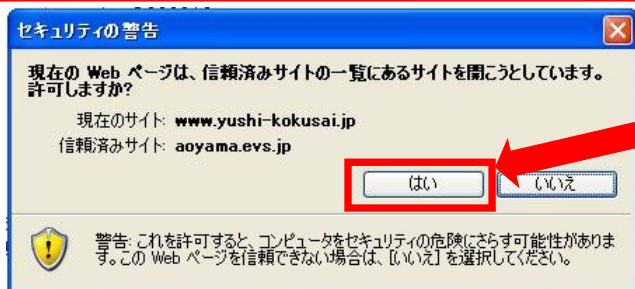 セキュリティの警告
現在の Web ページは、信頼済みサイトの一覧にあるサイトを開こうとしています。
許可しますか?
現在のサイト: www.yushi-kokusai.jp
信頼済みサイト: aoyama.evs.jp
はい
いいえ
警告: これを許可すると、コンピュータをセキュリティの危険にさらす可能性がありま
す。この Web ページを信頼できない場合は、[いいえ] を選択してください。